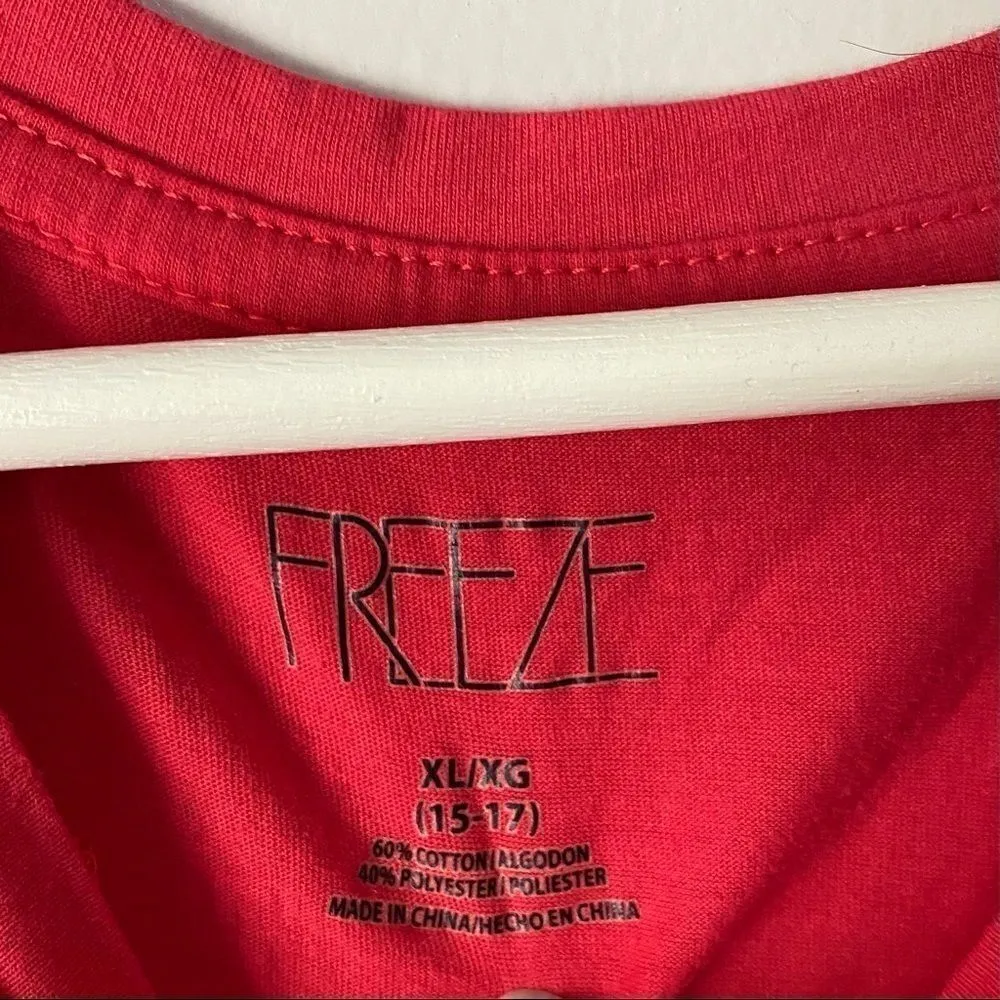 FREEZE
XL/XG
(15-17)
60% COTTON/ALGODON
40% POLYESTER/POLIESTER
MADE IN CHINA/HECHO EN CHINA